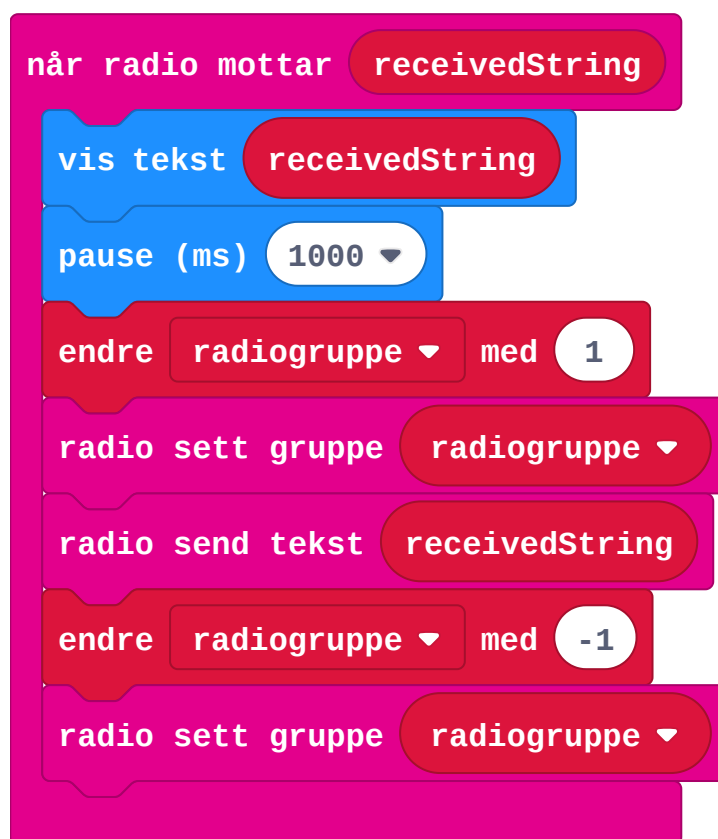 når radio mottar receivedString
vis tekst receivedString
pause (ms) 1000
endre radiogruppe med 1
radio sett gruppe radiogruppe
radio send tekst receivedString
endre radiogruppe med -1
radio sett gruppe radiogruppe